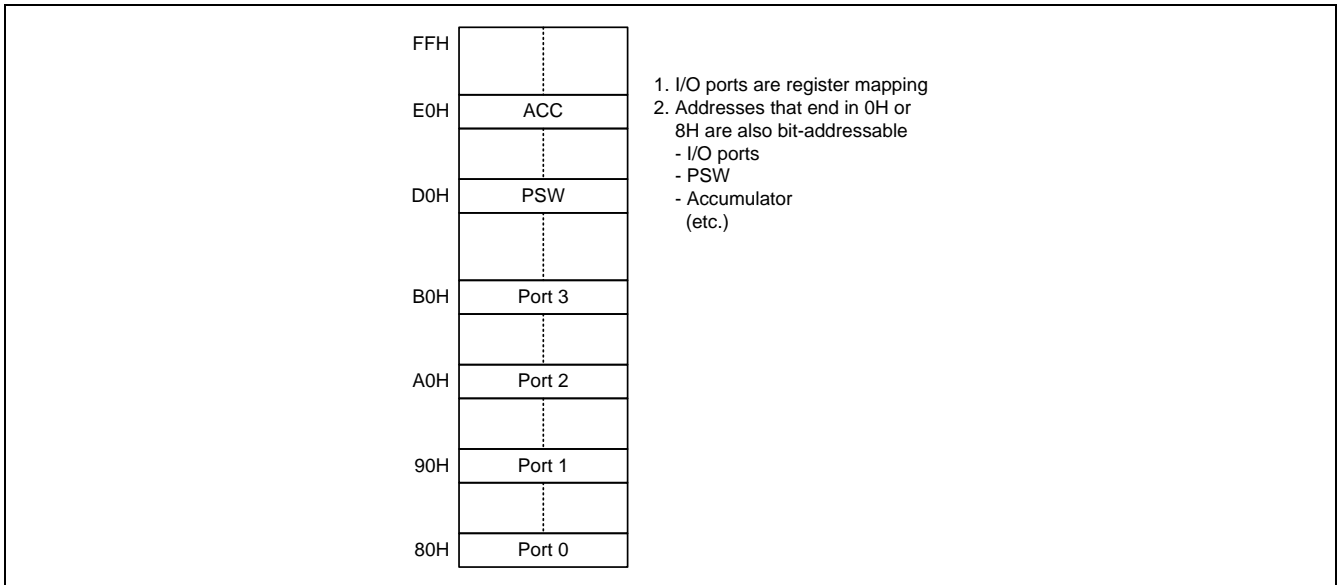 FFH
E0H
ACC
D0H
PSW
B0H
Port 3
A0H
Port 2
90H
Port 1
80H
Port 0
1. I/O ports are register mapping
2. Addresses that end in 0H or
8H are also bit-addressable
- I/O ports
- PSW
- Accumulator
(etc.)